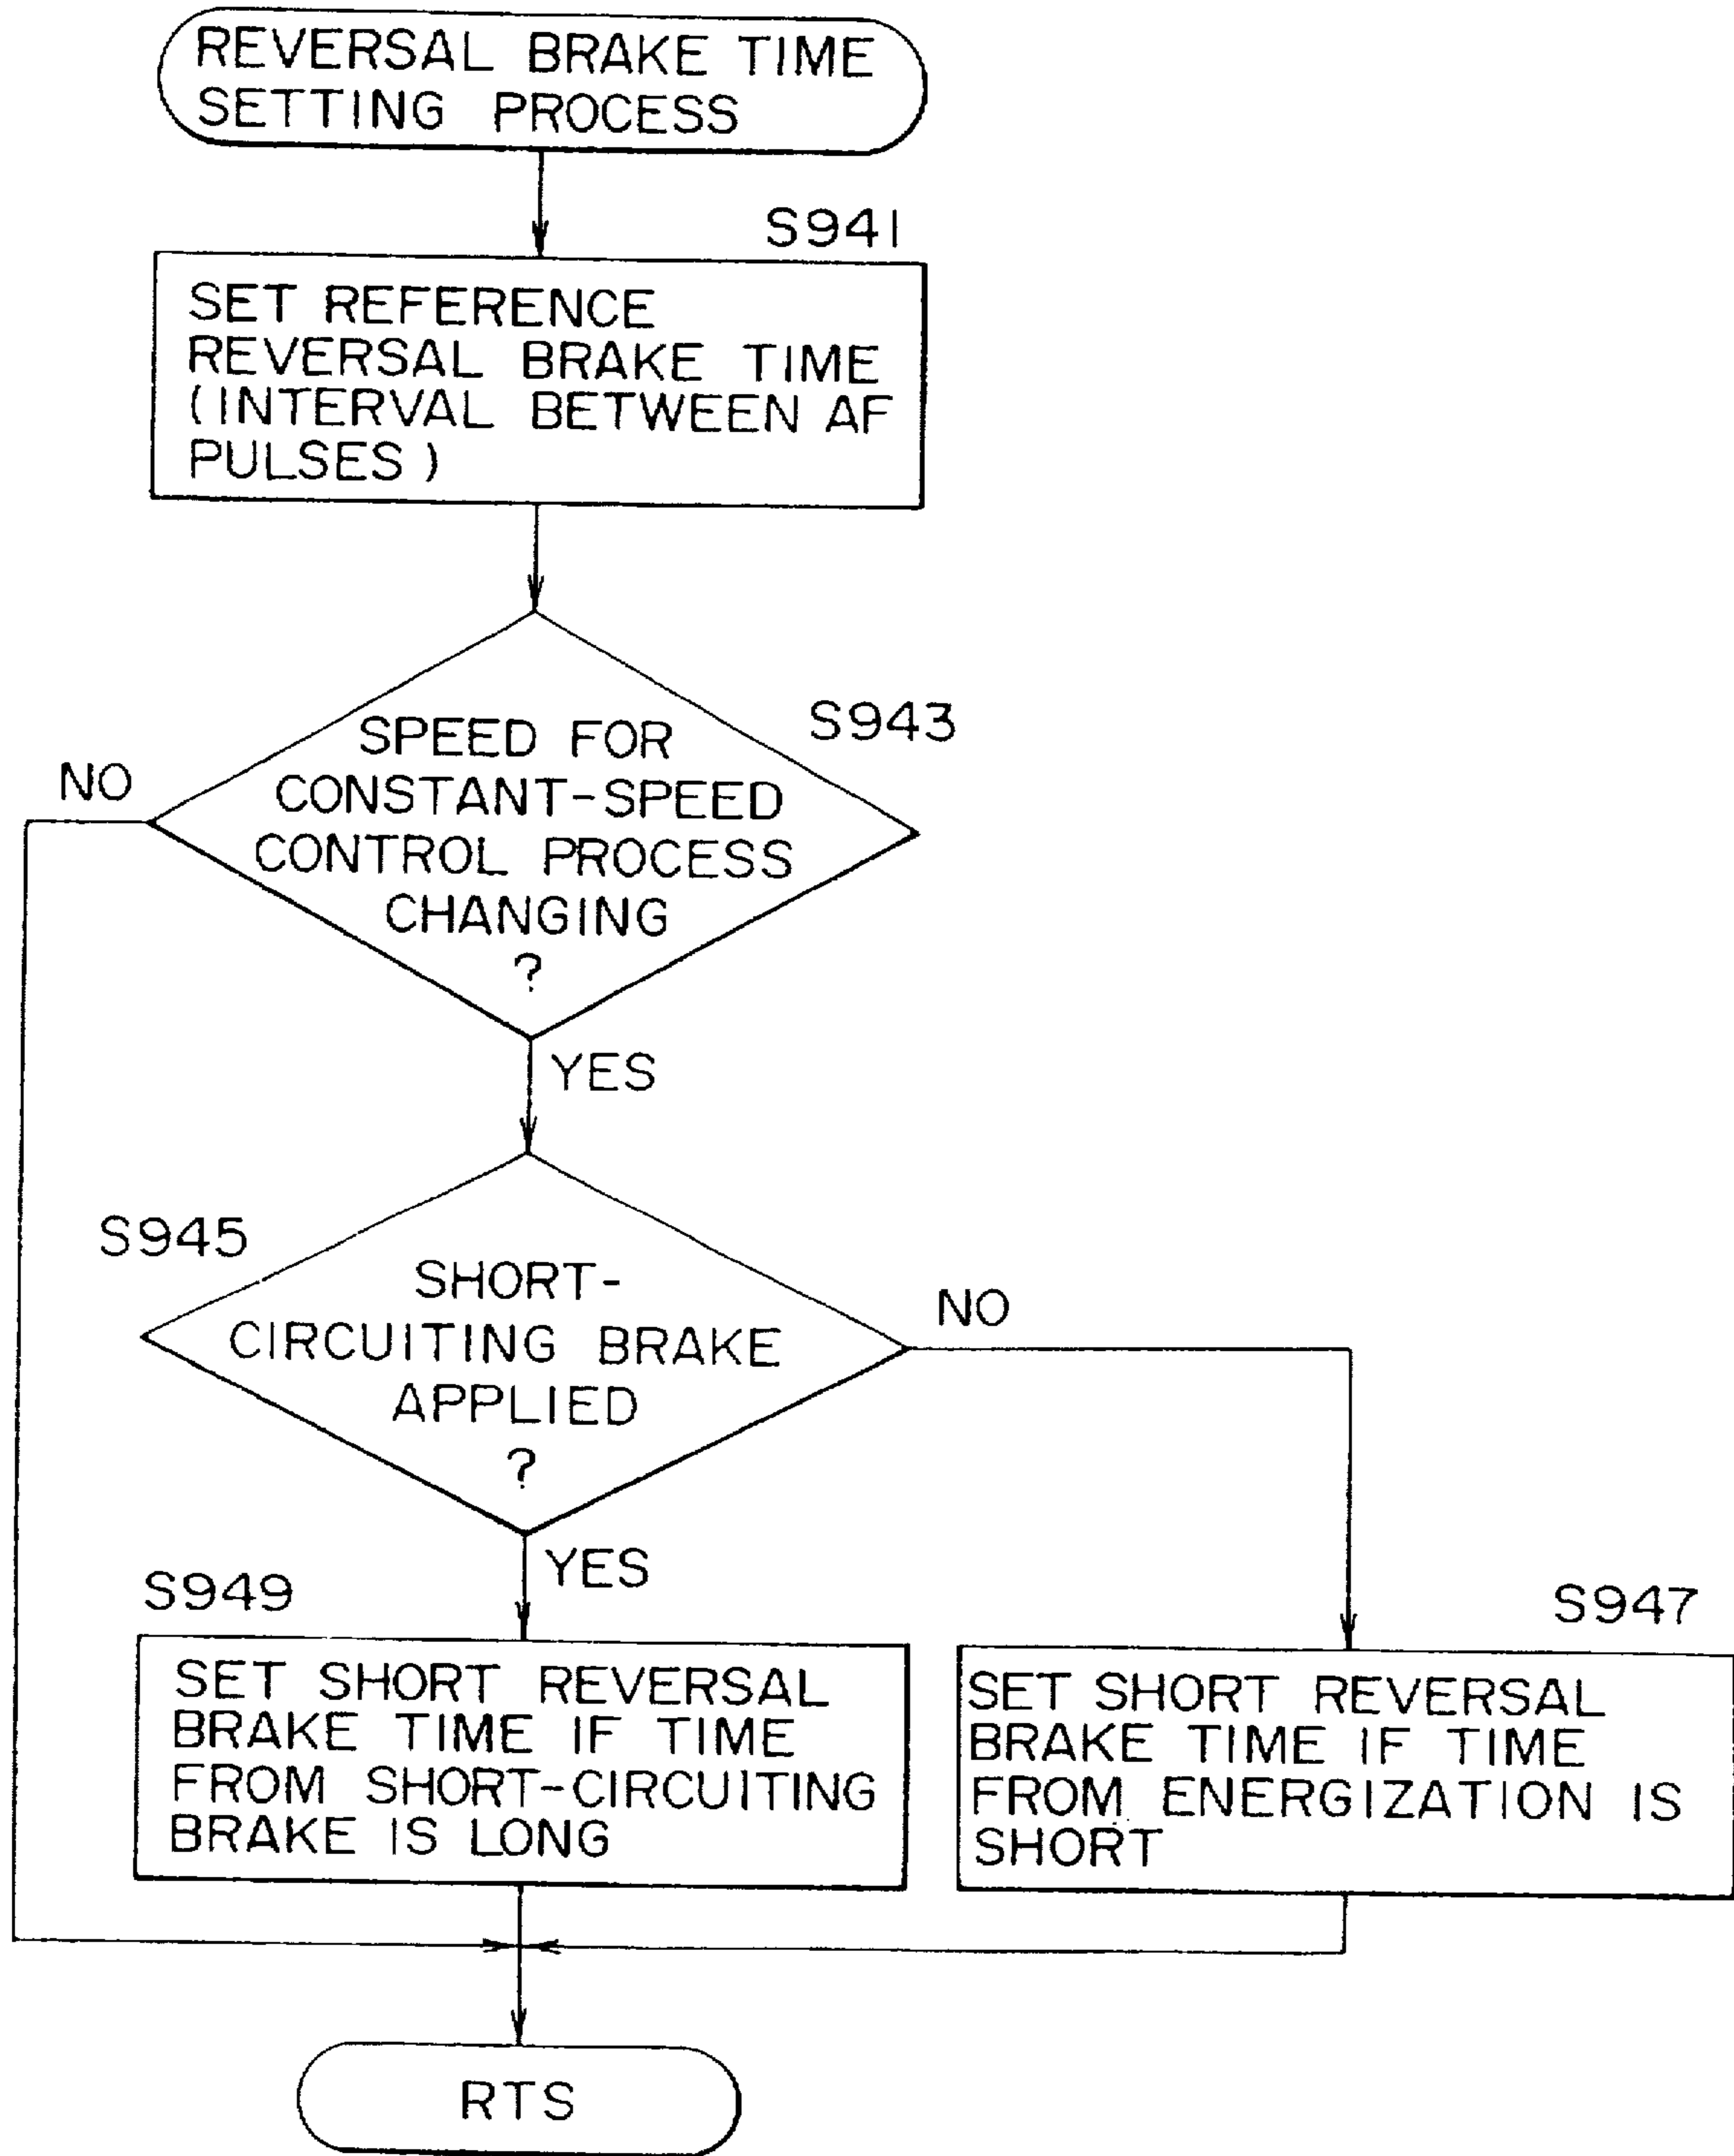 REVERSAL BRAKE TIME
SETTING PROCESS
S941
SET REFERENCE
REVERSAL BRAKE TIME
(INTERVAL BETWEEN AF
PULSES)
S943
SPEED FOR
CONSTANT-SPEED
CONTROL PROCESS
CHANGING
?
NO
YES
S945
SHORT-
CIRCUITING BRAKE
APPLIED
?
NO
YES
S949
SET SHORT REVERSAL
BRAKE TIME IF TIME
FROM SHORT-CIRCUITING
BRAKE IS LONG
S947
SET SHORT REVERSAL
BRAKE TIME IF TIME
FROM ENERGIZATION IS
SHORT
RTS